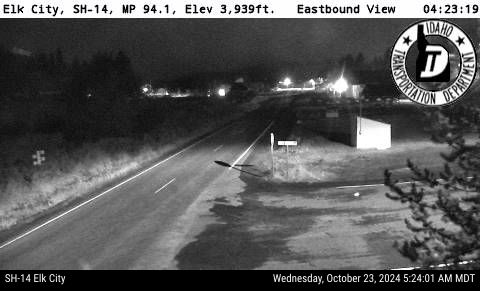 Elk City, SH-14, MP 94.1, Elev 3,939ft. Eastbound View 04:23:19
IDAHO
TRANSPORTATION DEPARTMENT
SH-14 Elk City Wednesday, October 23, 2024 5:24:01 AM MDT